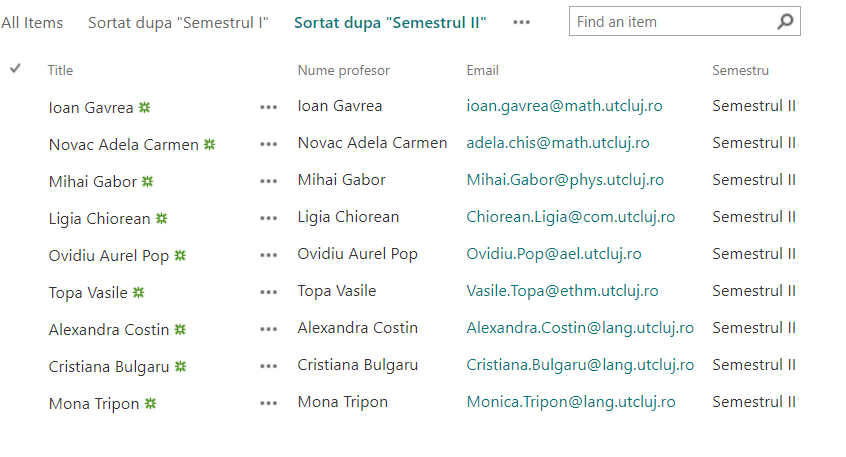 All Items Sortat dupa "Semestrul I" Sortat dupa "Semestrul II" ••• Find an item
Title Nume profesor Email Semestru
Ioan Gavrea ••• Ioan Gavrea ioan.gavrea@math.utcluj.ro Semestrul II
Novac Adela Carmen ••• Novac Adela Carmen adela.chis@math.utcluj.ro Semestrul II
Mihai Gabor ••• Mihai Gabor Mihai.Gabor@phys.utcluj.ro Semestrul II
Ligia Chiorean ••• Ligia Chiorean Chiorean.Ligia@com.utcluj.ro Semestrul II
Ovidiu Aurel Pop ••• Ovidiu Aurel Pop Ovidiu.Pop@ael.utcluj.ro Semestrul II
Topa Vasile ••• Topa Vasile Vasile.Topa@ethm.utcluj.ro Semestrul II
Alexandra Costin ••• Alexandra Costin Alexandra.Costin@lang.utcluj.ro Semestrul II
Cristiana Bulgaru ••• Cristiana Bulgaru Cristiana.Bulgaru@lang.utcluj.ro Semestrul II
Mona Tripon ••• Mona Tripon Monica.Tripon@lang.utcluj.ro Semestrul II